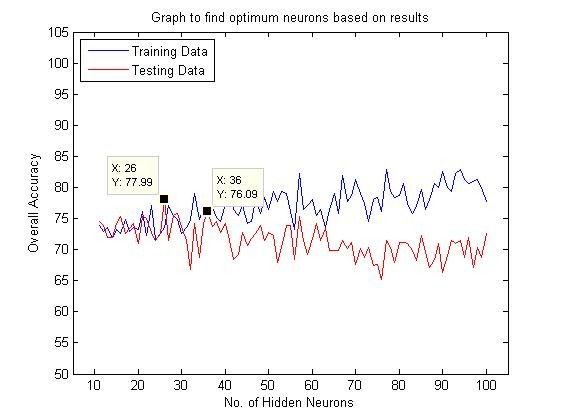 Graph to find optimum neurons based on results
105
100
95
90
85
80
75
70
65
60
55
50
Overall Accuracy
Training Data
Testing Data
X: 26
Y: 77.99
X: 36
Y: 76.09
10 20 30 40 50 60 70 80 90 100
No. of Hidden Neurons